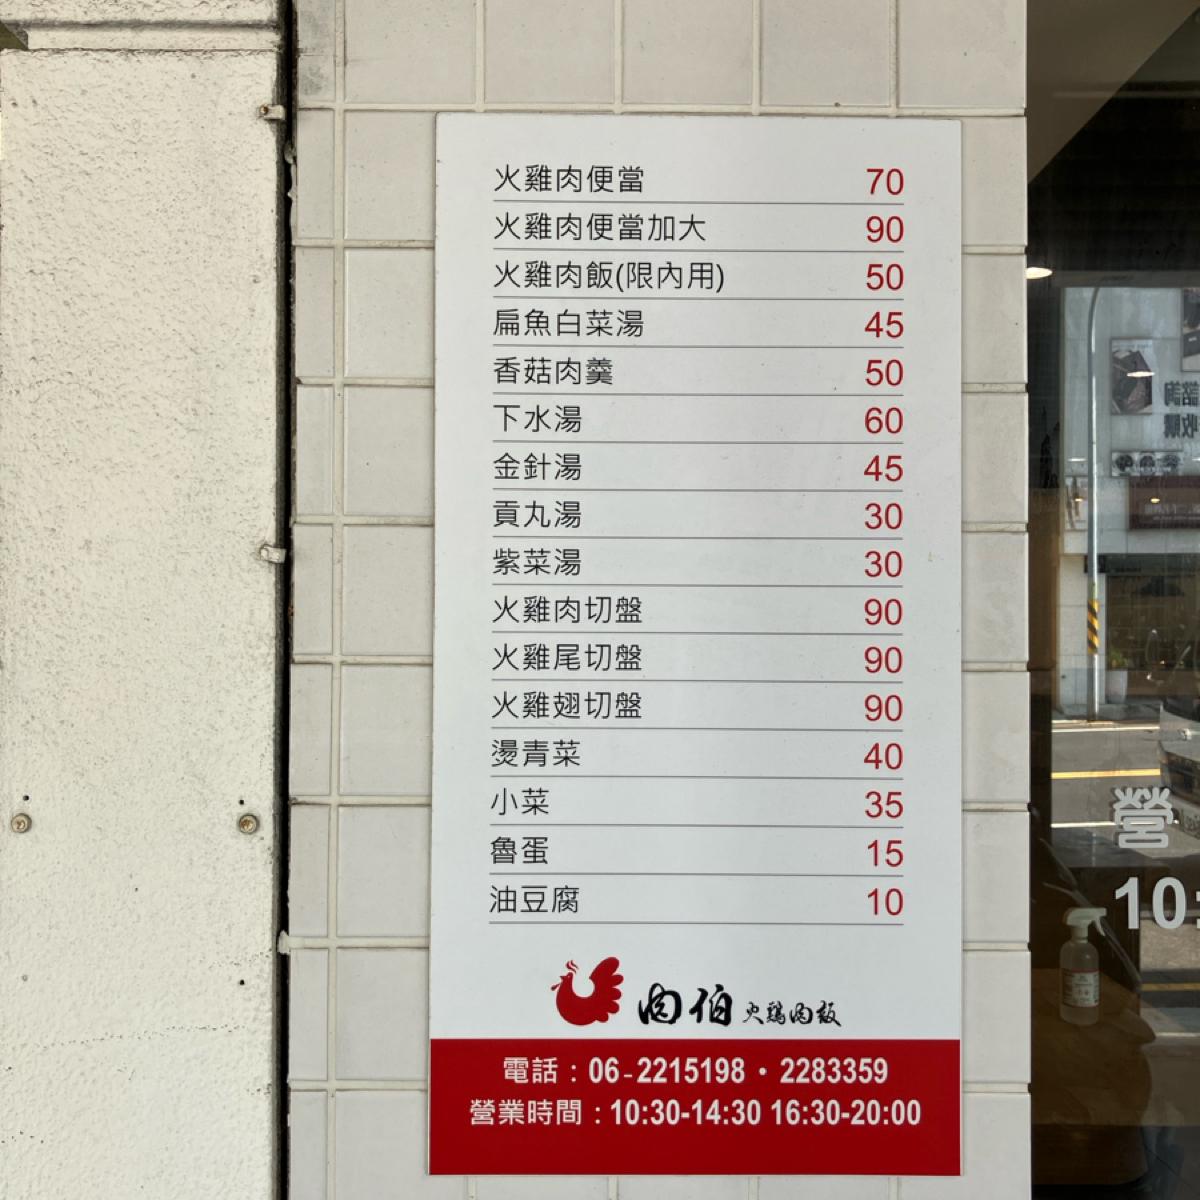 火雞肉便當 70
火雞肉便當加大 90
火雞肉飯(限內用) 50
扁魚白菜湯 45
香菇肉羹 50
下水湯 60
金針湯 45
貢丸湯 30
紫菜湯 30
火雞肉切盤 90
火雞尾切盤 90
火雞翅切盤 90
燙青菜 40
小菜 35
魯蛋 15
油豆腐 10
肉伯 火鷄肉飯
電話：06-2215198・2283359
營業時間：10:30-14:30 16:30-20:00
營
10: